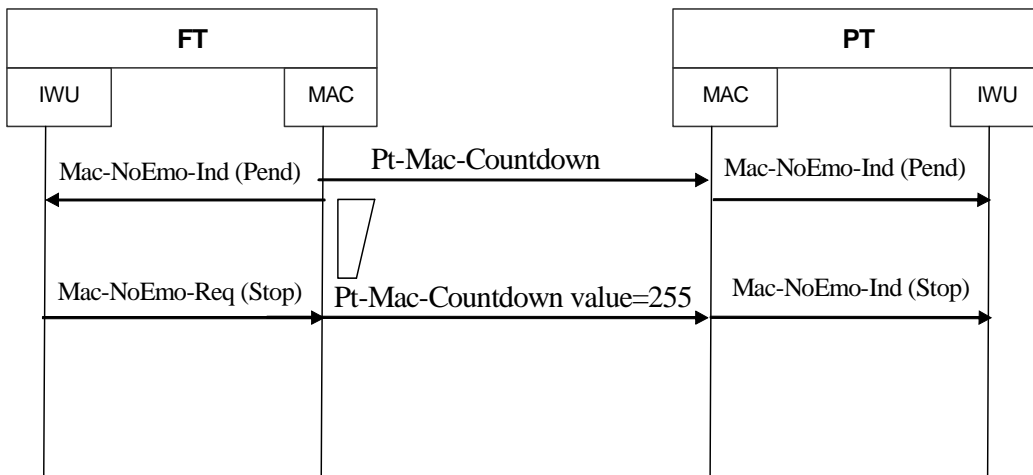 FT
PT
IWU
MAC
MAC
IWU
Mac-NoEmo-Ind (Pend)
Pt-Mac-Countdown
Mac-NoEmo-Ind (Pend)
Mac-NoEmo-Req (Stop)
Pt-Mac-Countdown value=255
Mac-NoEmo-Ind (Stop)